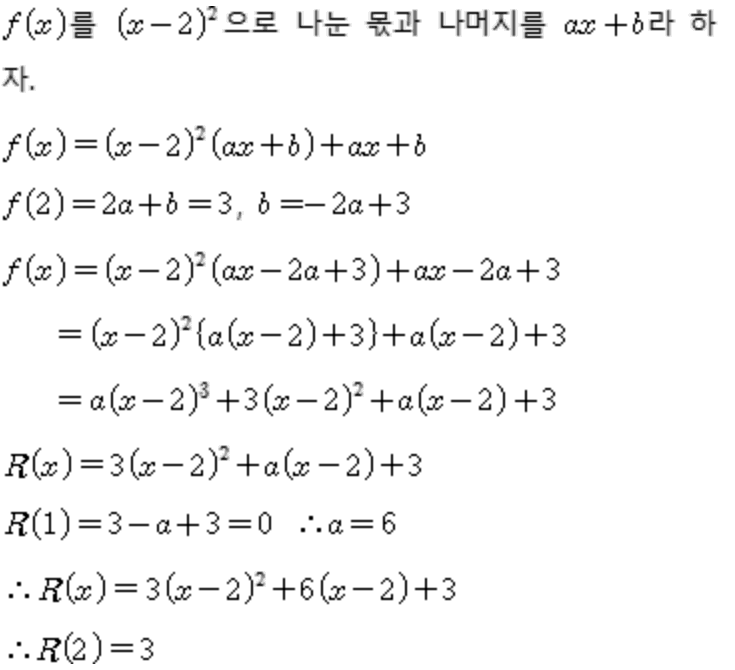 f(x)를 (x-2)²으로 나눈 몫과 나머지를 ax+b라 하
자.
f(x)=(x-2)²(ax+b)+ax+b
f(2)=2a+b=3, b=-2a+3
f(x)=(x-2)²(ax-2a+3)+ax-2a+3
=(x-2)²{a(x-2)+3}+a(x-2)+3
=a(x-2)³+3(x-2)²+a(x-2)+3
R(x)=3(x-2)²+a(x-2)+3
R(1)=3-a+3=0 ∴a=6
∴R(x)=3(x-2)²+6(x-2)+3
∴R(2)=3